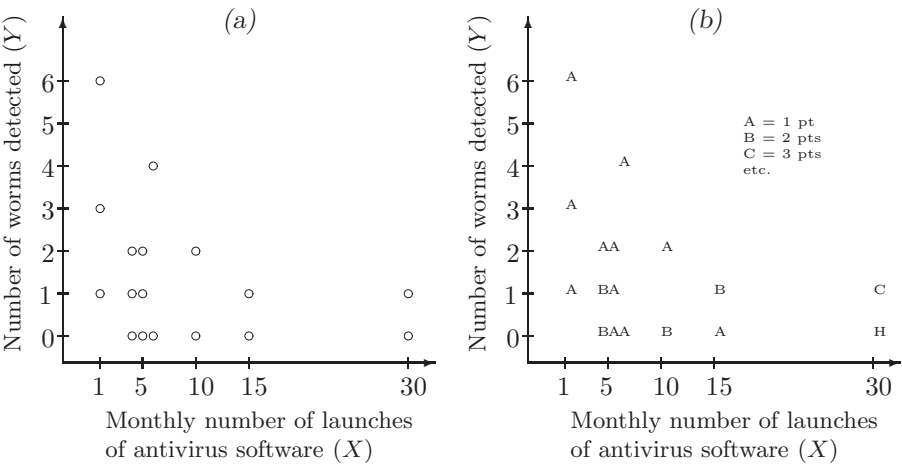 (a)
Number of worms detected (Y)
6
5
4
3
2
1
0
1 5 10 15 30
Monthly number of launches
of antivirus software (X)
(b)
Number of worms detected (Y)
6
5
4
3
2
1
0
A
A = 1 pt
B = 2 pts
C = 3 pts
etc.
A
A
AA A
A BA B C
BAA B A H
1 5 10 15 30
Monthly number of launches
of antivirus software (X)